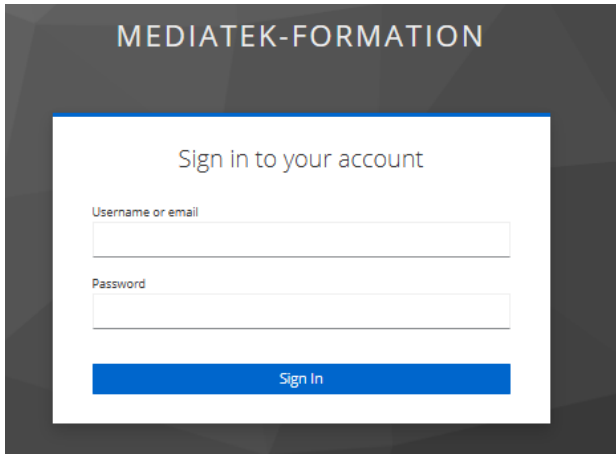 MEDIATEK-FORMATION
Sign in to your account
Username or email
Password
Sign In